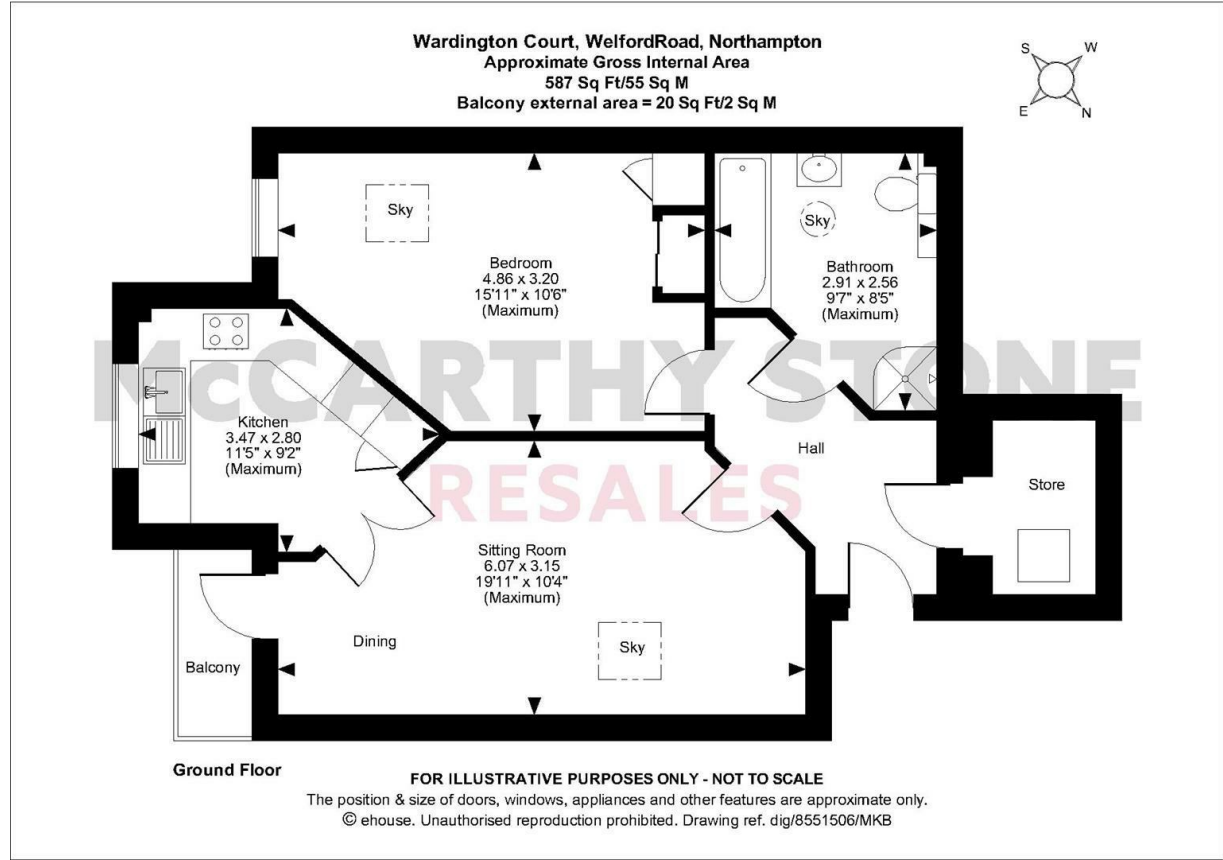 Wardington Court, WelfordRoad, Northampton
Approximate Gross Internal Area
587 Sq Ft/55 Sq M
Balcony external area = 20 Sq Ft/2 Sq M
S
W
E
N
Sky
Sky
Bedroom
4.86 x 3.20
15'11" x 10'6"
(Maximum)
Bathroom
2.91 x 2.56
9'7" x 8'5"
(Maximum)
McCARTHY STONE
RESALES
Kitchen
3.47 x 2.80
11'5" x 9'2"
(Maximum)
Hall
Store
Sitting Room
6.07 x 3.15
19'11" x 10'4"
(Maximum)
Dining
Sky
Balcony
Ground Floor
FOR ILLUSTRATIVE PURPOSES ONLY - NOT TO SCALE
The position & size of doors, windows, appliances and other features are approximate only.
© ehouse. Unauthorised reproduction prohibited. Drawing ref. dig/8551506/MKB